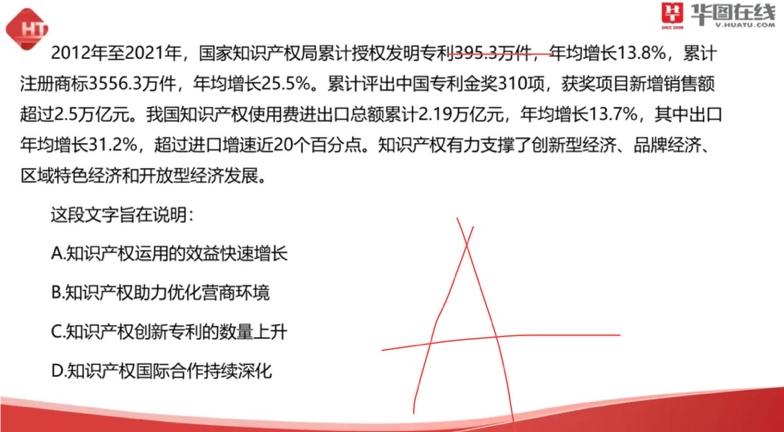 HT
华图在线
V.HUATU.COM
2012年至2021年，国家知识产权局累计授权发明专利395.3万件，年均增长13.8%，累计
注册商标3556.3万件，年均增长25.5%。累计评出中国专利金奖310项，获奖项目新增销售额
超过2.5万亿元。我国知识产权使用费进出口总额累计2.19万亿元，年均增长13.7%，其中出口
年均增长31.2%，超过进口增速近20个百分点。知识产权有力支撑了创新型经济、品牌经济、
区域特色经济和开放型经济发展。
这段文字旨在说明：
A.知识产权运用的效益快速增长
B.知识产权助力优化营商环境
C.知识产权创新专利的数量上升
D.知识产权国际合作持续深化
A